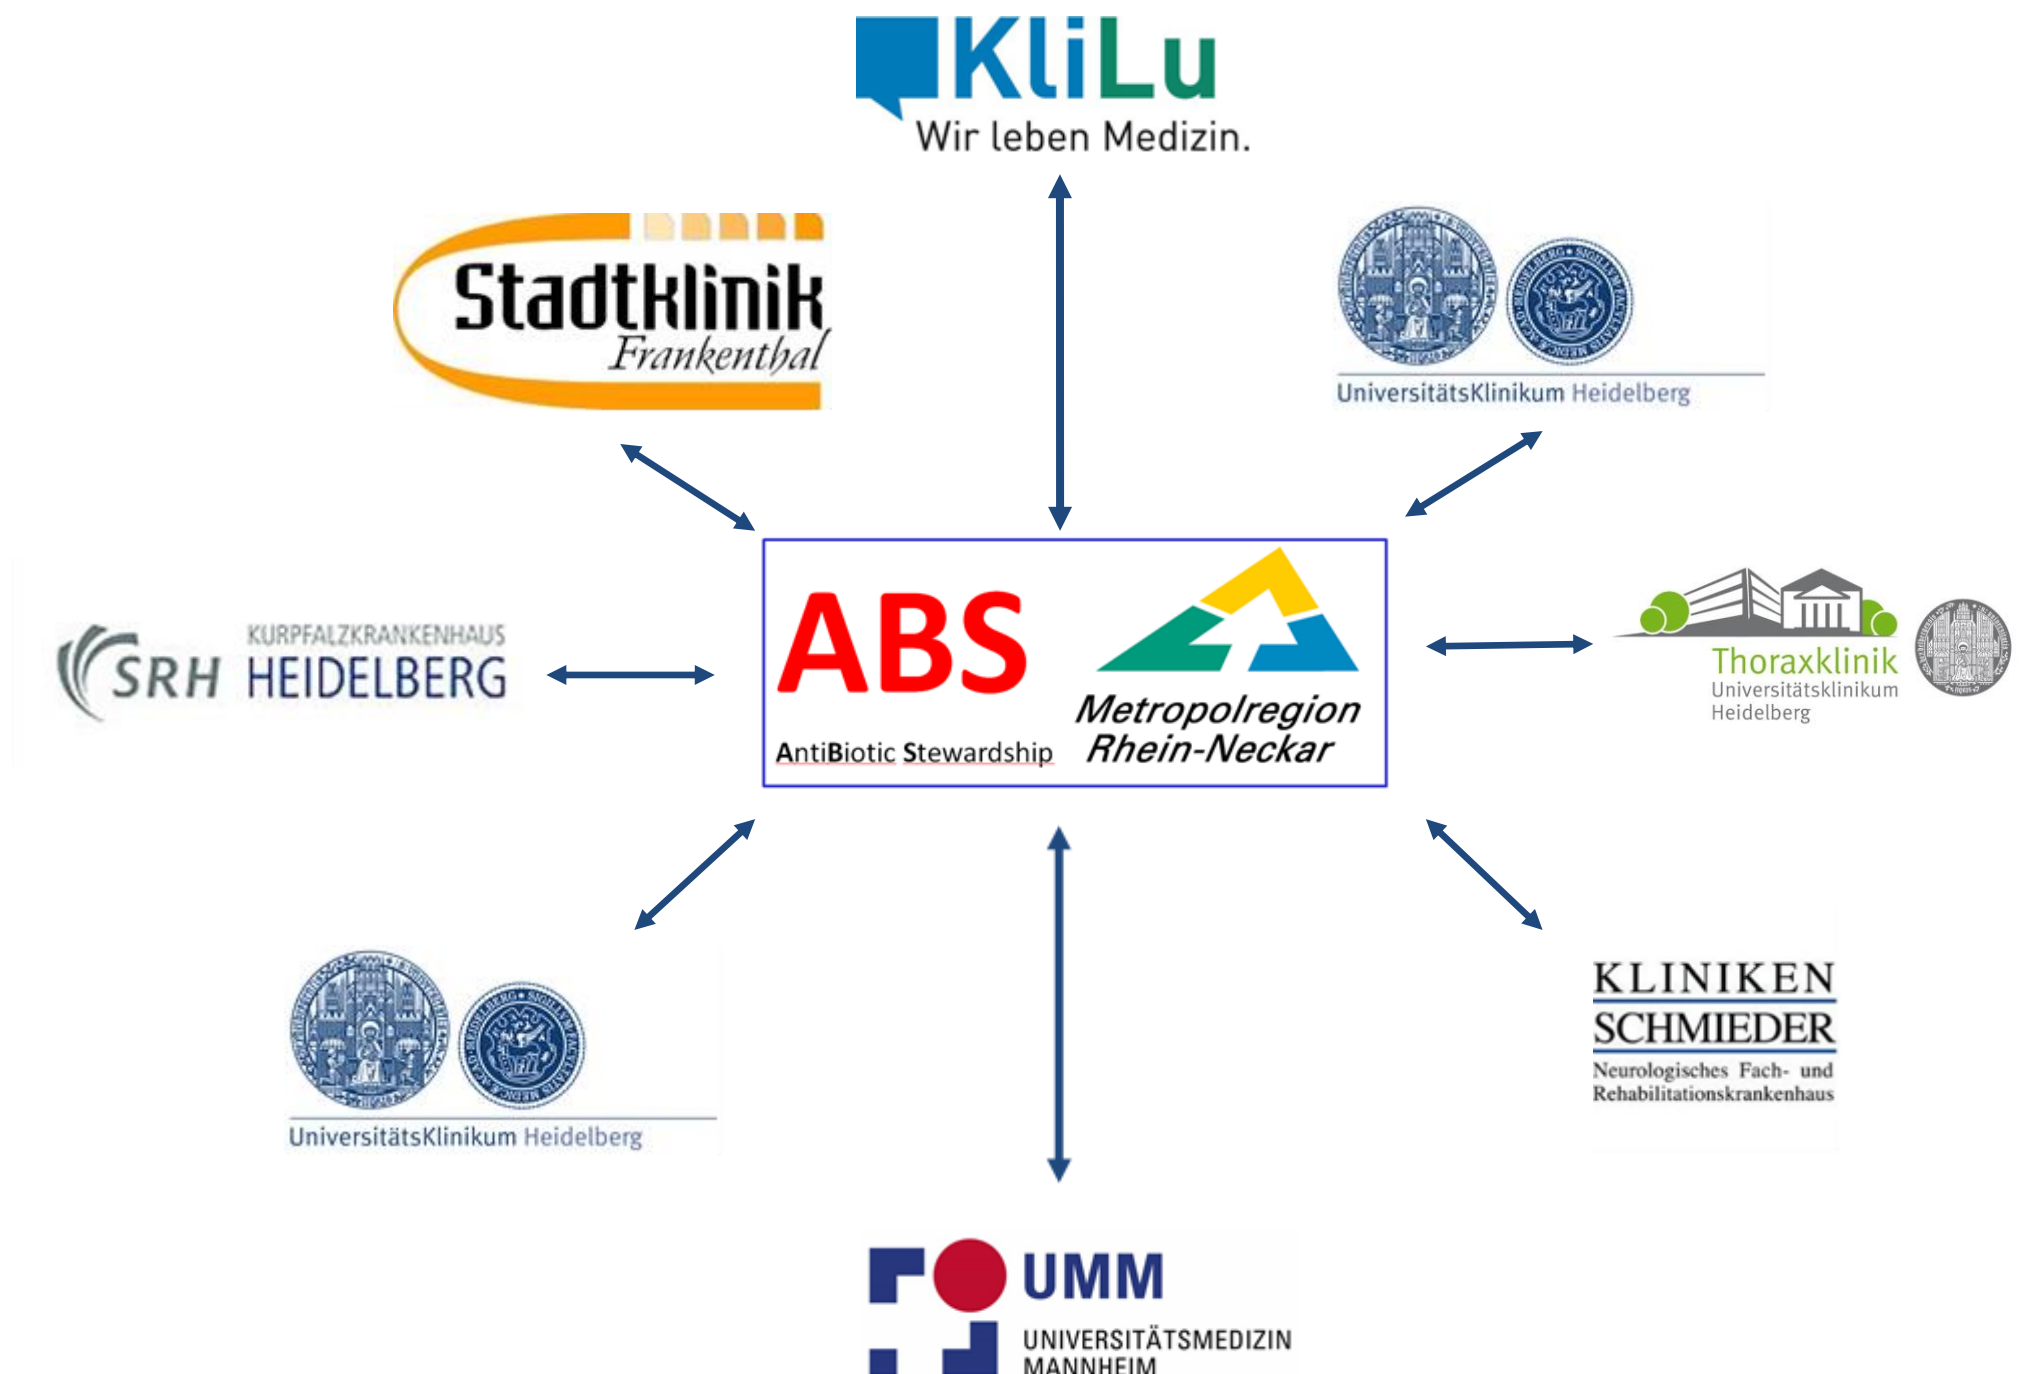 KliLu
Wir leben Medizin.
Stadtklinik
Frankenthal
UniversitätsKlinikum Heidelberg
SRH KURPFALZKRANKENHAUS
HEIDELBERG
ABS
AntiBiotic Stewardship
Metropolregion
Rhein-Neckar
Thoraxklinik
Universitätsklinikum
Heidelberg
UniversitätsKlinikum Heidelberg
KLINIKEN
SCHMIEDER
Neurologisches Fach- und
Rehabilitationskrankenhaus
UMM
UNIVERSITÄTSMEDIZIN
MANNHEIM